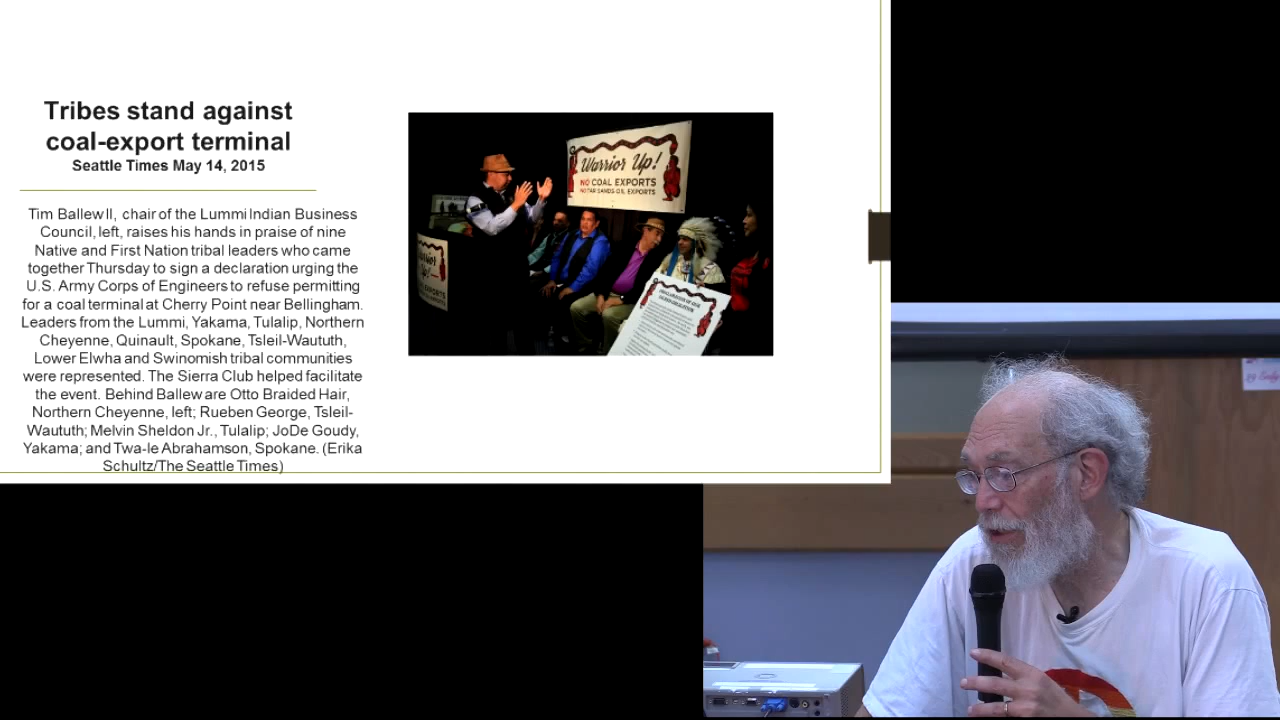 Tribes stand against
coal-export terminal
Seattle Times May 14, 2015
Tim Ballew II, chair of the Lummi Indian Business
Council, left, raises his hands in praise of nine
Native and First Nation tribal leaders who came
together Thursday to sign a declaration urging the
U.S. Army Corps of Engineers to refuse permitting
for a coal terminal at Cherry Point near Bellingham.
Leaders from the Lummi, Yakama, Tulalip, Northern
Cheyenne, Quinault, Spokane, Tsleil-Waututh,
Lower Elwha and Swinomish tribal communities
were represented. The Sierra Club helped facilitate
the event. Behind Ballew are Otto Braided Hair,
Northern Cheyenne, left; Rueben George, Tsleil-
Waututh; Melvin Sheldon Jr., Tulalip; JoDe Goudy,
Yakama; and Twa-le Abrahamson, Spokane. (Erika
Schultz/The Seattle Times)
Warrior Up!
NO COAL EXPORTS
NO TAR SANDS OIL EXPORTS